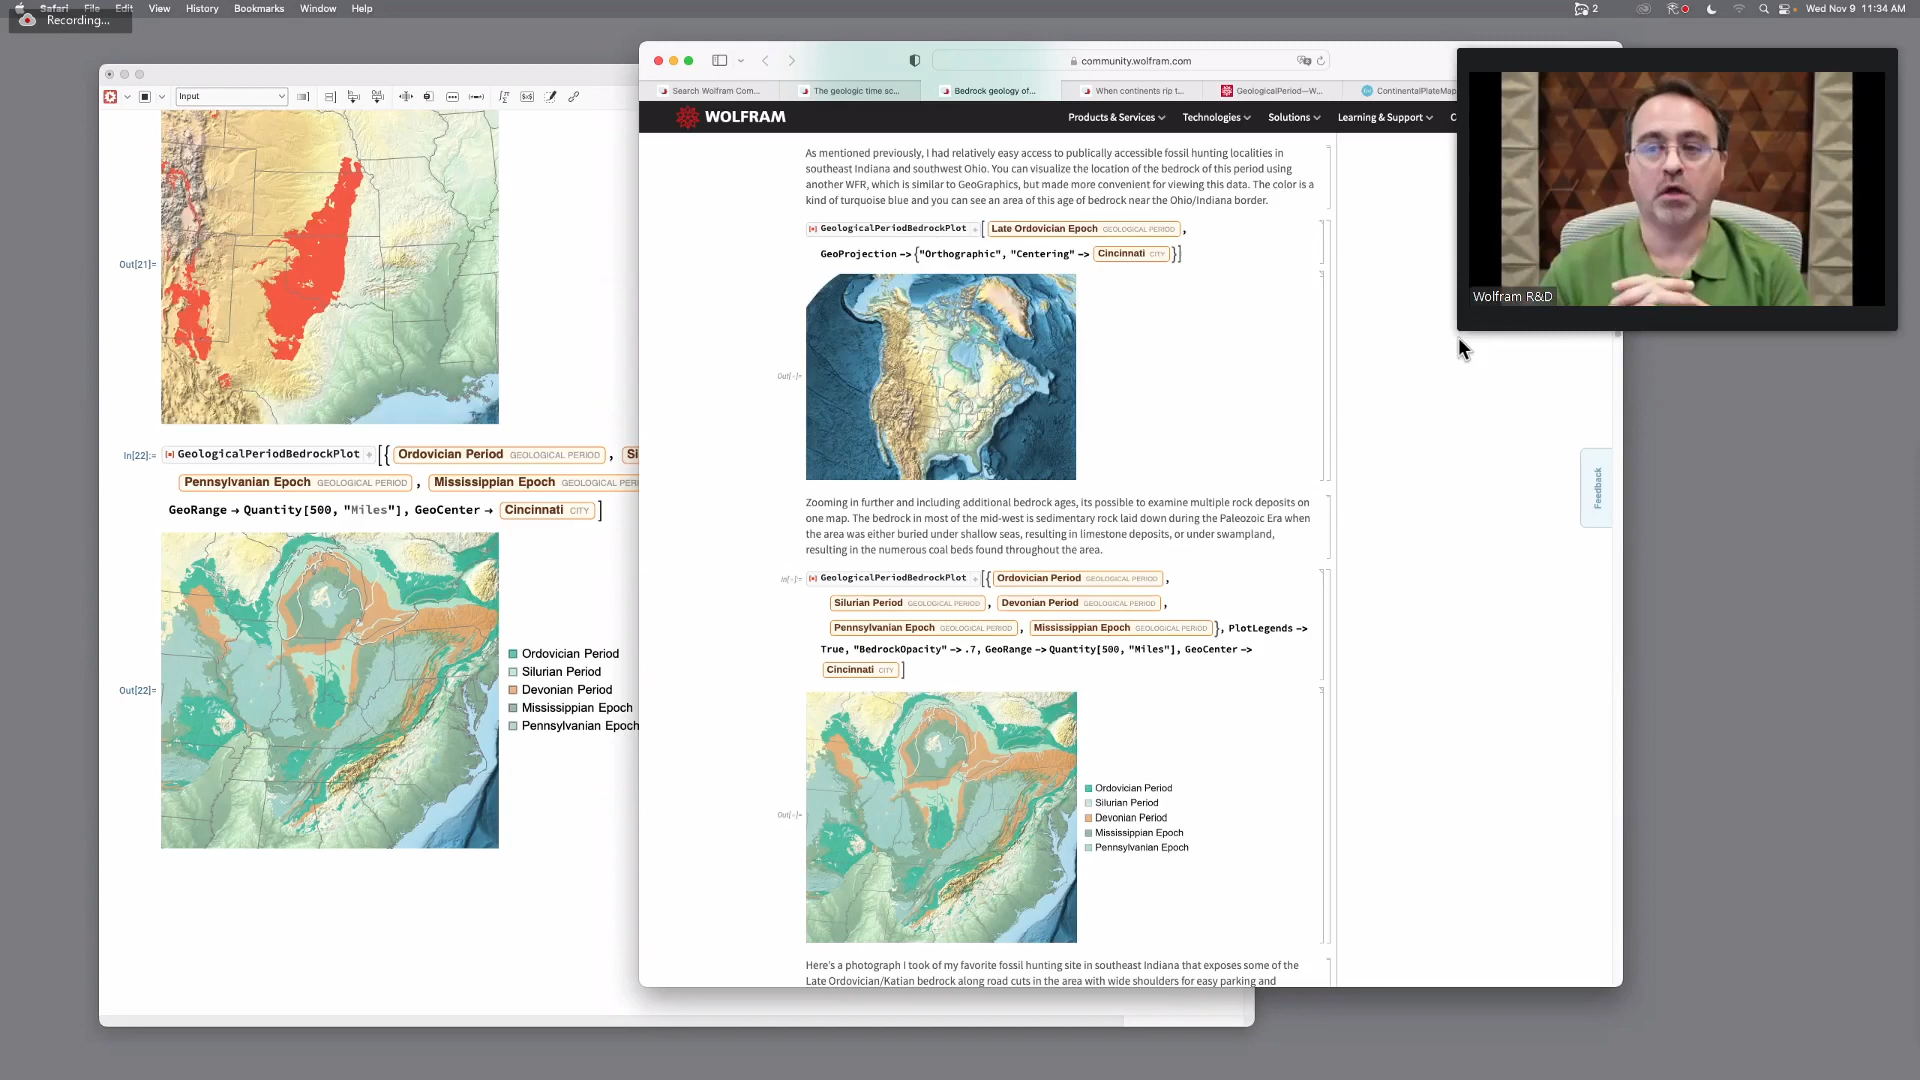 Safari File Edit View History Bookmarks Window Help
2
Wed Nov 9 11:34 AM
Recording...
Input
Out[21]=
In[22]:= GeologicalPeriodBedrockPlot [{ Ordovician Period GEOLOGICAL PERIOD , Si
Pennsylvanian Epoch GEOLOGICAL PERIOD , Mississippian Epoch GEOLOGICAL PER
GeoRange → Quantity[500, "Miles"], GeoCenter → Cincinnati CITY ]
Out[22]=
Ordovician Period
Silurian Period
Devonian Period
Mississippian Epoch
Pennsylvanian Epoch
community.wolfram.com
Search Wolfram Com...
The geologic time sc...
Bedrock geology of...
When continents rip t...
GeologicalPeriod—W...
ContinentalPlateMap
WOLFRAM
Products & Services
Technologies
Solutions
Learning & Support
C
As mentioned previously, I had relatively easy access to publically accessible fossil hunting localities in
southeast Indiana and southwest Ohio. You can visualize the location of the bedrock of this period using
another WFR, which is similar to GeoGraphics, but made more convenient for viewing this data. The color is a
kind of turquoise blue and you can see an area of this age of bedrock near the Ohio/Indiana border.
GeologicalPeriodBedrockPlot [ Late Ordovician Epoch GEOLOGICAL PERIOD ,
GeoProjection -> {"Orthographic", "Centering" -> Cincinnati CITY }]
Out[-]=
Zooming in further and including additional bedrock ages, its possible to examine multiple rock deposits on
one map. The bedrock in most of the mid-west is sedimentary rock laid down during the Paleozoic Era when
the area was either buried under shallow seas, resulting in limestone deposits, or under swampland,
resulting in the numerous coal beds found throughout the area.
In[-]:= GeologicalPeriodBedrockPlot [{ Ordovician Period GEOLOGICAL PERIOD ,
Silurian Period GEOLOGICAL PERIOD , Devonian Period GEOLOGICAL PERIOD ,
Pennsylvanian Epoch GEOLOGICAL PERIOD , Mississippian Epoch GEOLOGICAL PERIOD }, PlotLegends ->
True, "BedrockOpacity" -> .7, GeoRange -> Quantity[500, "Miles"], GeoCenter ->
Cincinnati CITY ]
Out[-]=
Ordovician Period
Silurian Period
Devonian Period
Mississippian Epoch
Pennsylvanian Epoch
Here's a photograph I took of my favorite fossil hunting site in southeast Indiana that exposes some of the
Late Ordovician/Katian bedrock along road cuts in the area with wide shoulders for easy parking and
Feedback
Wolfram R&D